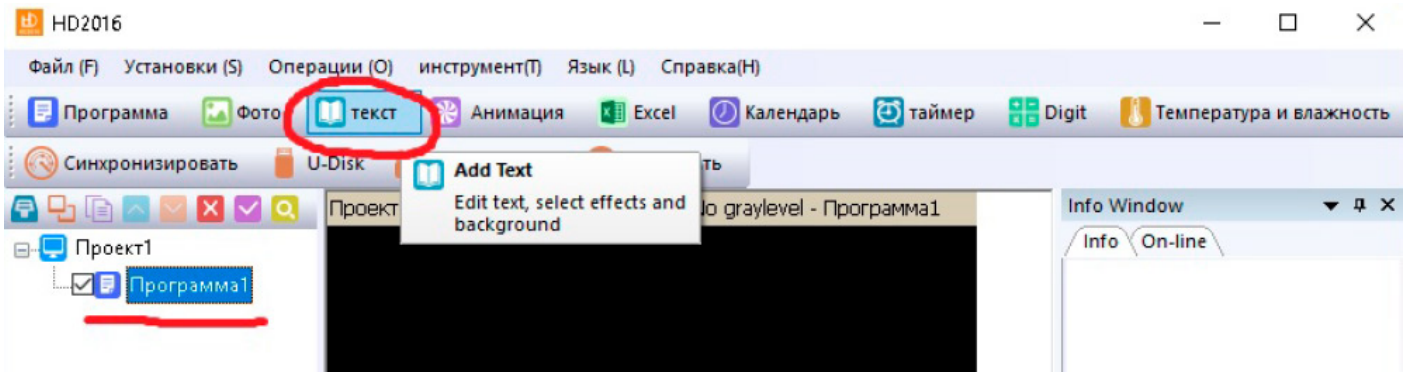 HD2016
Файл (F) Установки (S) Операции (O) инструмент(T) Язык (L) Справка(H)
Программа Фото текст Анимация Excel Календарь таймер Digit Температура и влажность
Синхронизировать U-Disk ть
Add Text
Edit text, select effects and
background
Проект No graylevel - Программа1
Info Window
Info On-line
Проект1
Программа1